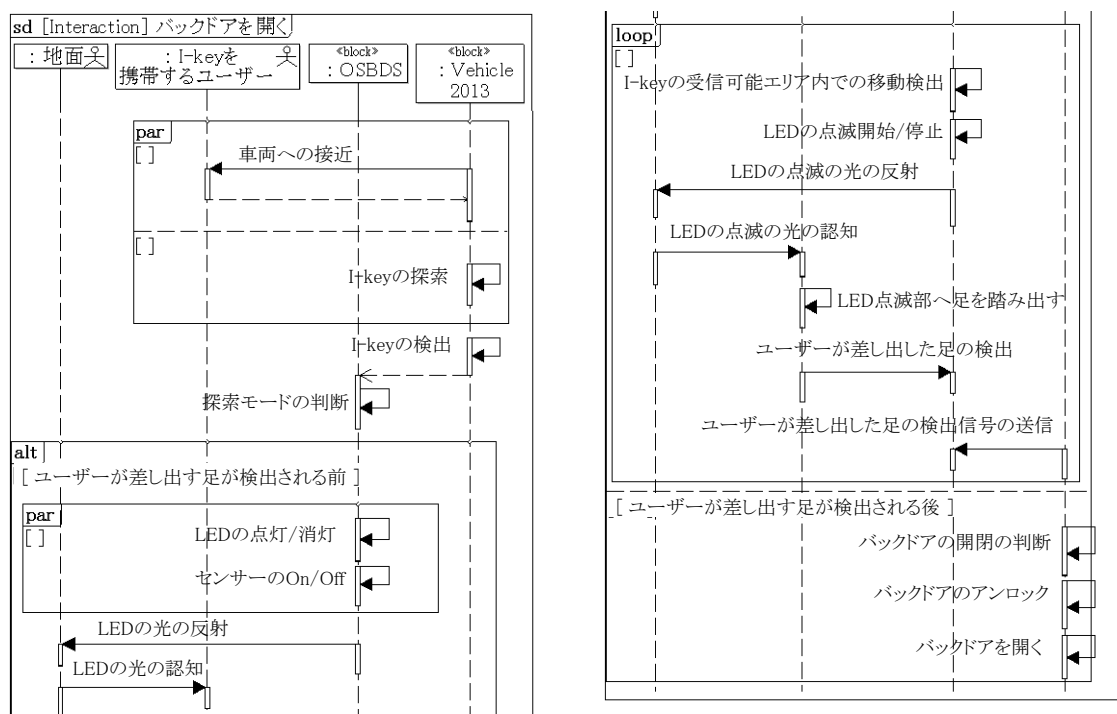 sd [Interaction] バックドアを開く
: 地面
: I-keyを
携帯するユーザー
«block»
: OSBDS
«block»
: Vehicle
2013
par
[ ]
車両への接近
[ ]
I-keyの探索
I-keyの検出
探索モードの判断
alt
[ ユーザーが差し出す足が検出される前 ]
par
[ ]
LEDの点灯/消灯
センサーのOn/Off
LEDの光の反射
LEDの光の認知
loop
[ ]
I-keyの受信可能エリア内での移動検出
LEDの点滅開始/停止
LEDの点滅の光の反射
LEDの点滅の光の認知
LED点滅部へ足を踏み出す
ユーザーが差し出した足の検出
ユーザーが差し出した足の検出信号の送信
[ ユーザーが差し出す足が検出される後 ]
バックドアの開閉の判断
バックドアのアンロック
バックドアを開く